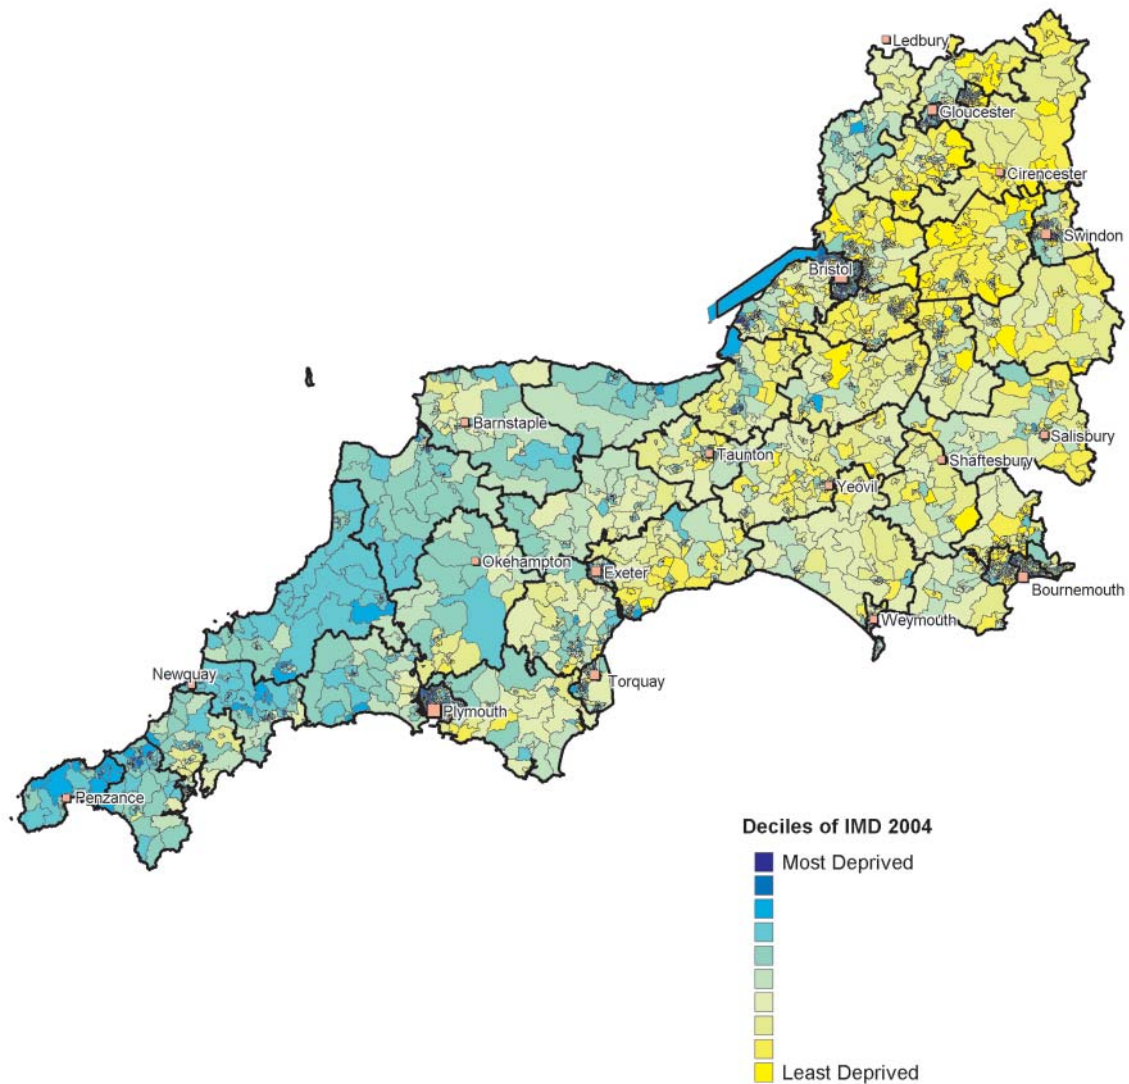 Ledbury
Gloucester
Cirencester
Swindon
Bristol
Barnstaple
Taunton
Salisbury
Shaftesbury
Yeovil
Okehampton
Exeter
Bournemouth
Weymouth
Newquay
Torquay
Plymouth
Penzance
Deciles of IMD 2004
Most Deprived
Least Deprived